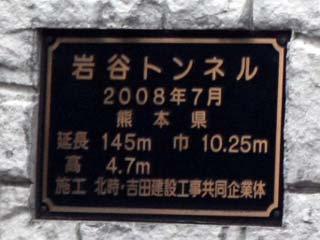 岩谷トンネル
2008年7月
熊本県
延長 145m 巾 10.25m
高 4.7m
施工 北時・吉田建設工事共同企業体